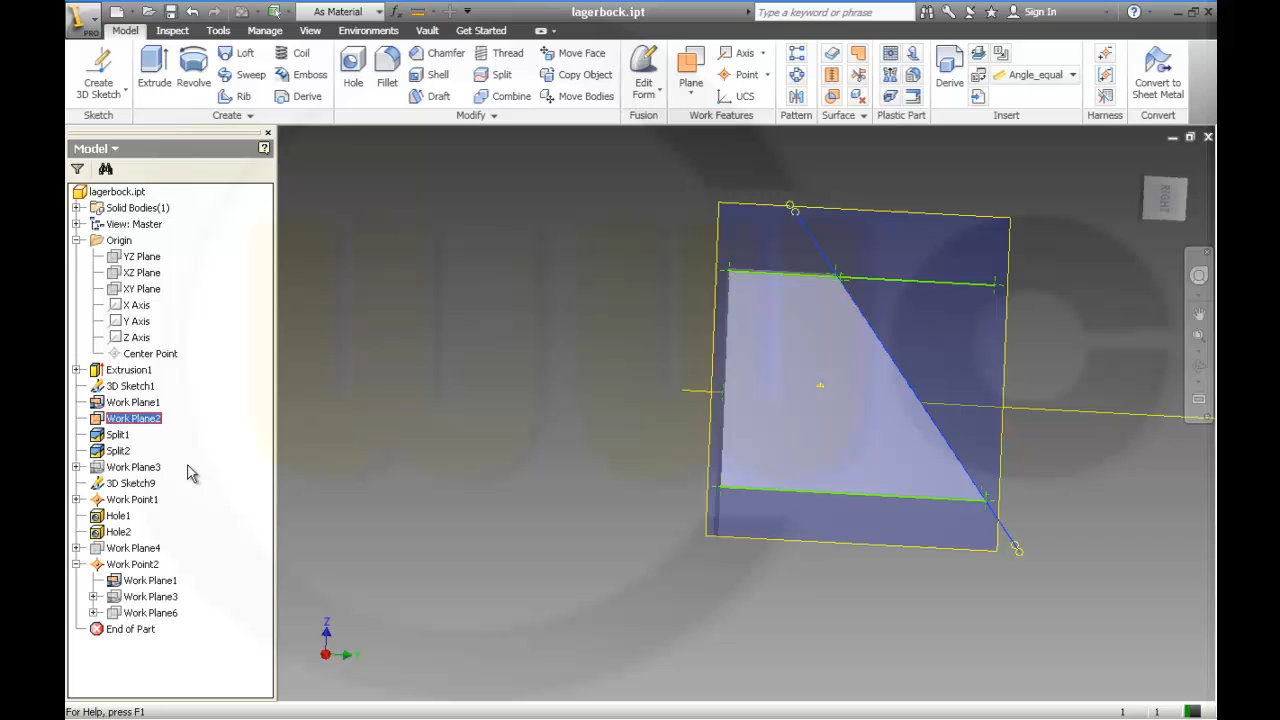 As Material
lagerbock.ipt
Type a keyword or phrase
Sign In
PRO
Model Inspect Tools Manage View Environments Vault Get Started
Create 3D Sketch
Extrude
Revolve
Loft
Sweep
Rib
Coil
Emboss
Derive
Hole
Fillet
Chamfer
Shell
Draft
Thread
Split
Combine
Move Face
Copy Object
Move Bodies
Edit Form
Plane
Axis
Point
UCS
Derive
Angle_equal
Convert to Sheet Metal
Sketch Create Modify Fusion Work Features Pattern Surface Plastic Part Insert Harness Convert
Model
lagerbock.ipt
Solid Bodies(1)
View: Master
Origin
YZ Plane
XZ Plane
XY Plane
X Axis
Y Axis
Z Axis
Center Point
Extrusion1
3D Sketch1
Work Plane1
Work Plane2
Split1
Split2
Work Plane3
3D Sketch9
Work Point1
Hole1
Hole2
Work Plane4
Work Point2
Work Plane1
Work Plane3
Work Plane6
End of Part
RIGHT
Z
Y
For Help, press F1
1 1